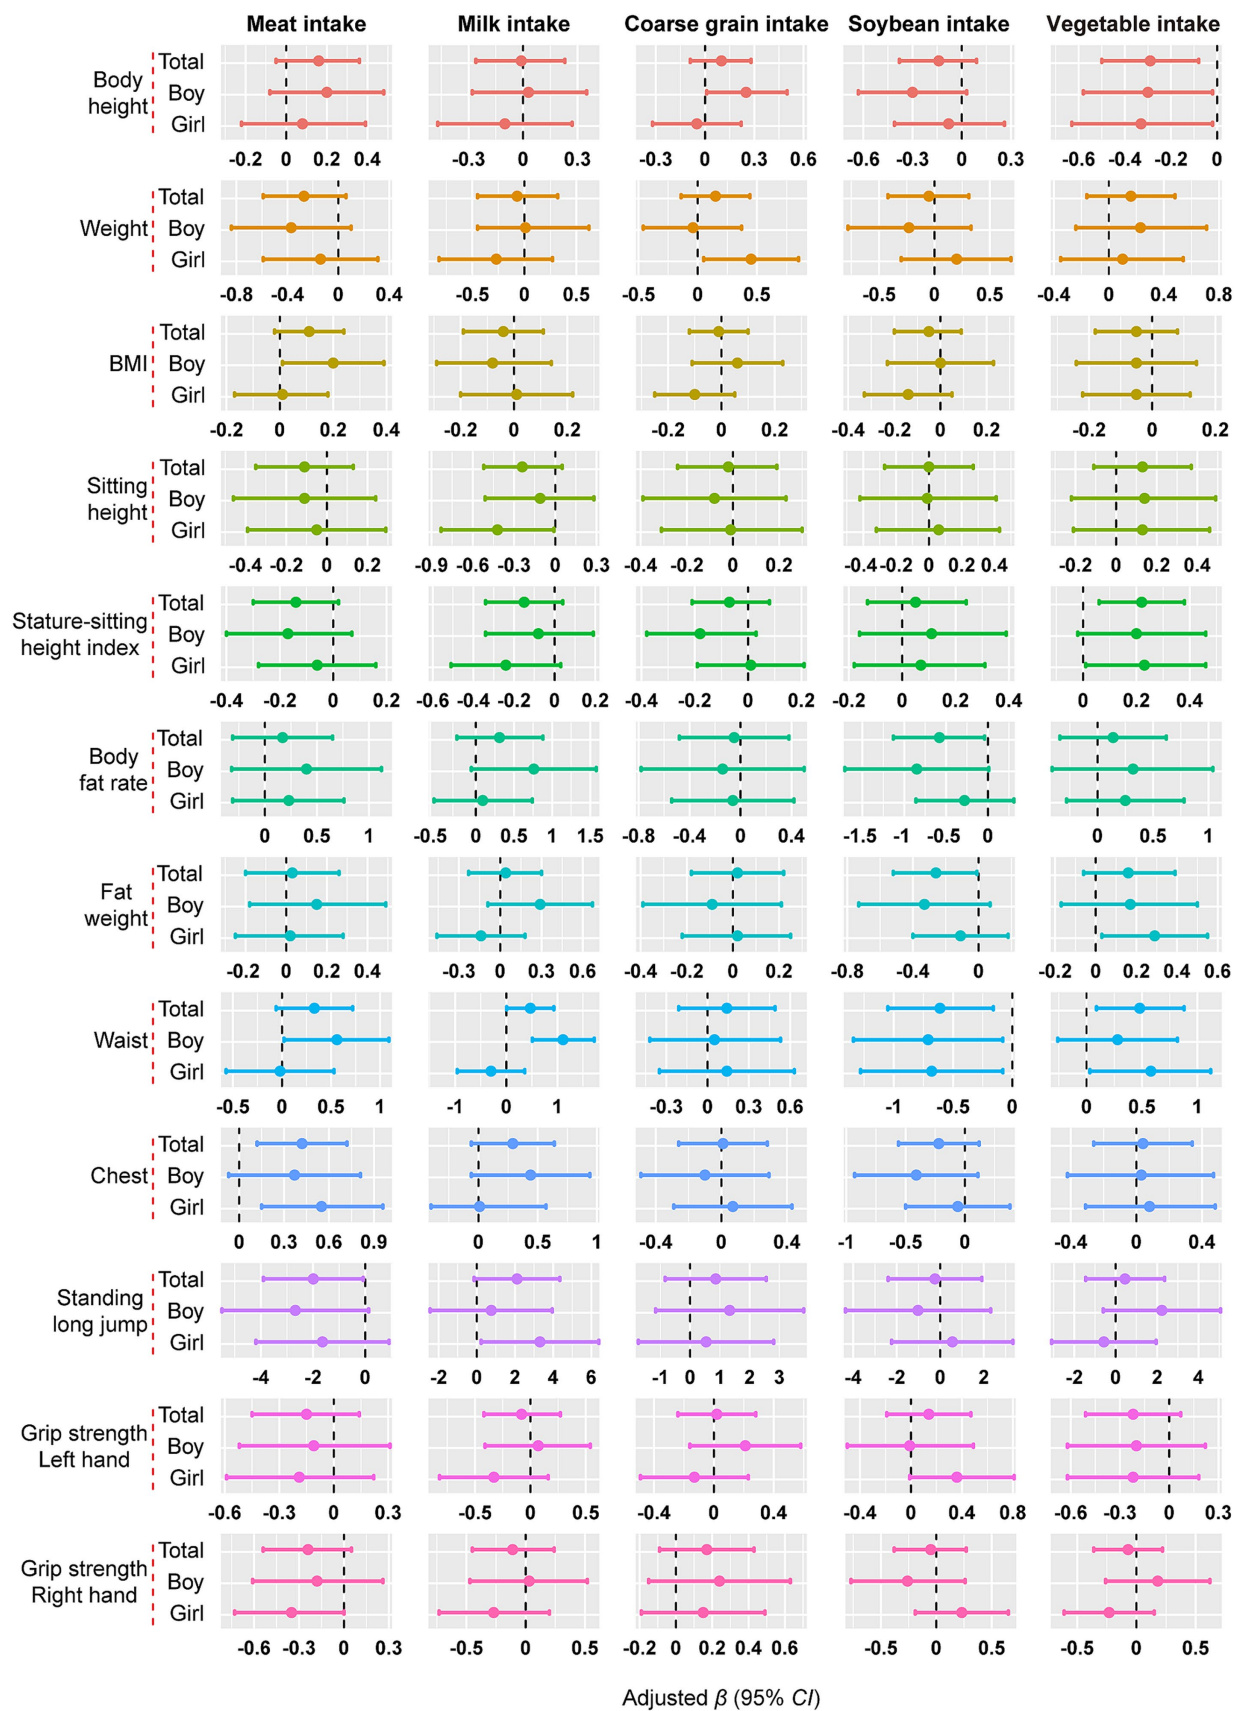 Meat intake Milk intake Coarse grain intake Soybean intake Vegetable intake
Body height
Total
Boy
Girl
-0.2 0 0.2 0.4 -0.3 0 0.3 -0.3 0 0.3 0.6 -0.6 -0.3 0 0.3 -0.6 -0.4 -0.2 0
Weight
Total
Boy
Girl
-0.8 -0.4 0 0.4 -0.5 0 0.5 -0.5 0 0.5 -0.5 0 0.5 -0.4 0 0.4 0.8
BMI
Total
Boy
Girl
-0.2 0 0.2 0.4 -0.2 0 0.2 -0.2 0 0.2 -0.4 -0.2 0 0.2 -0.2 0 0.2
Sitting height
Total
Boy
Girl
-0.4 -0.2 0 0.2 -0.9 -0.6 -0.3 0 0.3 -0.4 -0.2 0 0.2 -0.4 -0.2 0 0.2 0.4 -0.2 0 0.2 0.4
Stature-sitting height index
Total
Boy
Girl
-0.4 -0.2 0 0.2 -0.6 -0.4 -0.2 0 0.2 -0.4 -0.2 0 0.2 -0.2 0 0.2 0.4 0 0.2 0.4
Body fat rate
Total
Boy
Girl
0 0.5 1 -0.5 0 0.5 1 1.5 -0.8 -0.4 0 0.4 -1.5 -1 -0.5 0 0 0.5 1
Fat weight
Total
Boy
Girl
-0.2 0 0.2 0.4 -0.3 0 0.3 0.6 -0.4 -0.2 0 0.2 -0.8 -0.4 0 -0.2 0 0.2 0.4 0.6
Waist
Total
Boy
Girl
-0.5 0 0.5 1 -1 0 1 -0.3 0 0.3 0.6 -1 -0.5 0 0 0.5 1
Chest
Total
Boy
Girl
0 0.3 0.6 0.9 0 0.5 1 -0.4 0 0.4 -1 -0.5 0 -0.4 0 0.4
Standing long jump
Total
Boy
Girl
-4 -2 0 0 2 4 6 -1 0 1 2 3 -4 -2 0 2 -2 0 2 4
Grip strength Left hand
Total
Boy
Girl
-0.6 -0.3 0 0.3 -0.5 0 0.5 -0.4 0 0.4 -0.4 0 0.4 0.8 -0.6 -0.3 0 0.3
Grip strength Right hand
Total
Boy
Girl
-0.6 -0.3 0 0.3 -0.5 0 0.5 -0.2 0 0.2 0.4 0.6 -0.5 0 0.5 -0.5 0 0.5
Adjusted β (95% CI)